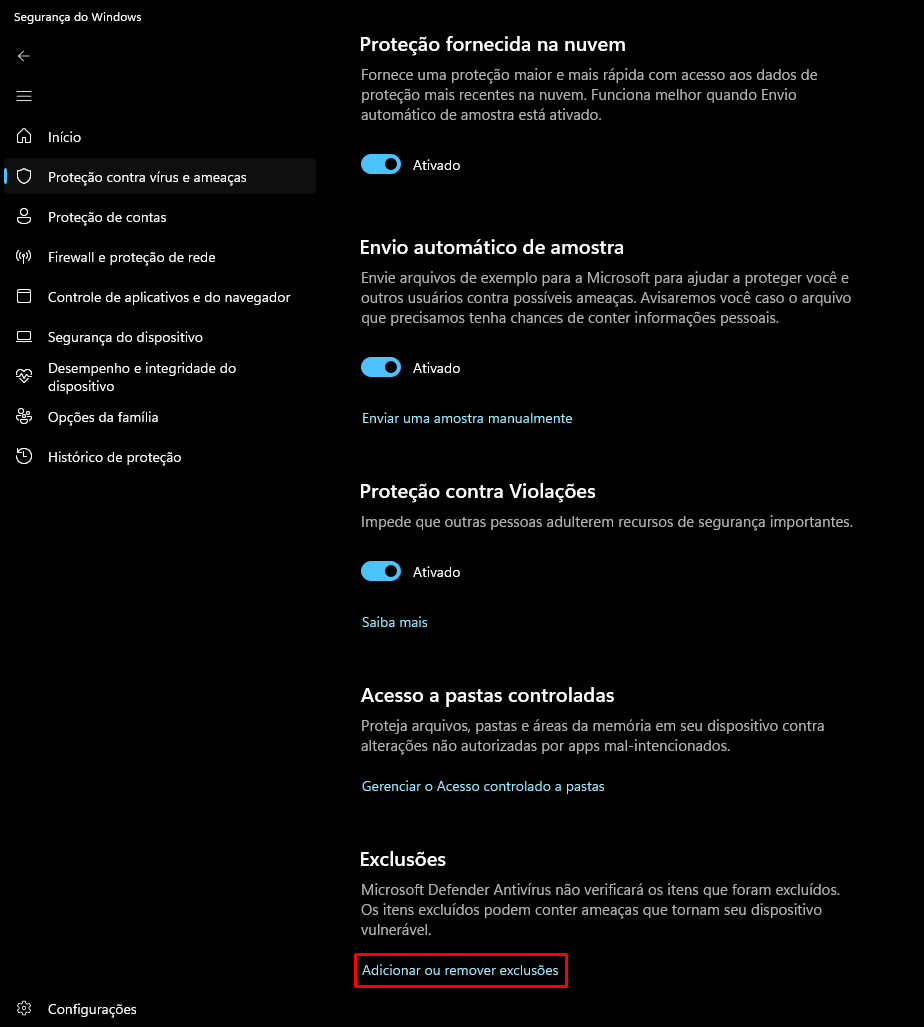 Segurança do Windows
Início
Proteção contra vírus e ameaças
Proteção de contas
Firewall e proteção de rede
Controle de aplicativos e do navegador
Segurança do dispositivo
Desempenho e integridade do
dispositivo
Opções da família
Histórico de proteção
Configurações
Proteção fornecida na nuvem
Fornece uma proteção maior e mais rápida com acesso aos dados de
proteção mais recentes na nuvem. Funciona melhor quando Envio
automático de amostra está ativado.
Ativado
Envio automático de amostra
Envie arquivos de exemplo para a Microsoft para ajudar a proteger você e
outros usuários contra possíveis ameaças. Avisaremos você caso o arquivo
que precisamos tenha chances de conter informações pessoais.
Ativado
Enviar uma amostra manualmente
Proteção contra Violações
Impede que outras pessoas adulterem recursos de segurança importantes.
Ativado
Saiba mais
Acesso a pastas controladas
Proteja arquivos, pastas e áreas da memória em seu dispositivo contra
alterações não autorizadas por apps mal-intencionados.
Gerenciar o Acesso controlado a pastas
Exclusões
Microsoft Defender Antivírus não verificará os itens que foram excluídos.
Os itens excluídos podem conter ameaças que tornam seu dispositivo
vulnerável.
Adicionar ou remover exclusões